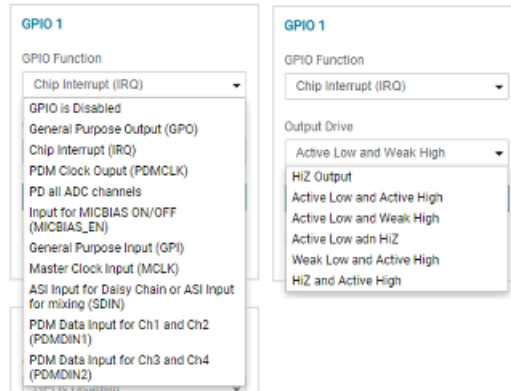 GPIO 1
GPIO Function
Chip Interrupt (IRQ)
GPIO is Disabled
General Purpose Output (GPO)
Chip Interrupt (IRQ)
PDM Clock Ouput (PDMCLK)
PD all ADC channels
Input for MICBIAS ON/OFF
(MICBIAS_EN)
General Purpose Input (GPI)
Master Clock Input (MCLK)
ASI Input for Daisy Chain or ASI Input
for mixing (SDIN)
PDM Data Input for Ch1 and Ch2
(PDMDIN1)
PDM Data Input for Ch3 and Ch4
(PDMDIN2)
GPIO 1
GPIO Function
Chip Interrupt (IRQ)
Output Drive
Active Low and Weak High
HiZ Output
Active Low and Active High
Active Low and Weak High
Active Low adn HiZ
Weak Low and Active High
HiZ and Active High